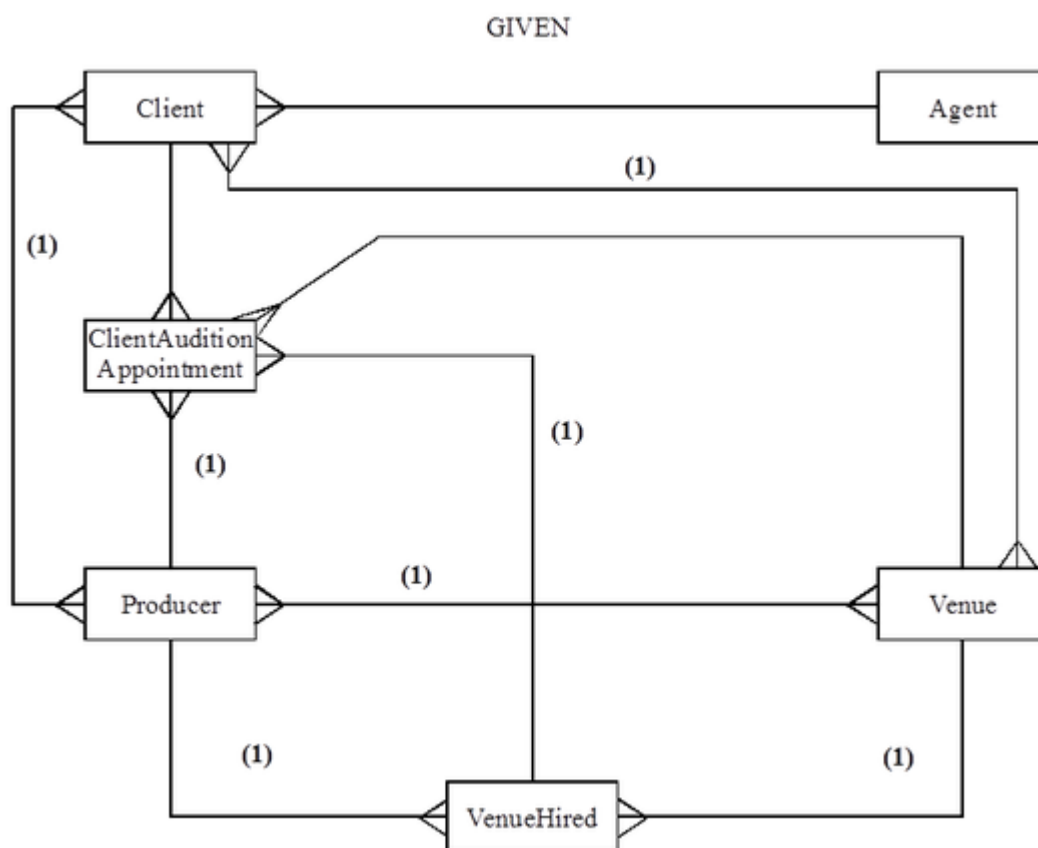 GIVEN
Client
Agent
(1)
(1)
ClientAudition
Appointment
(1)
(1)
(1)
Producer
Venue
(1)
(1)
VenueHired